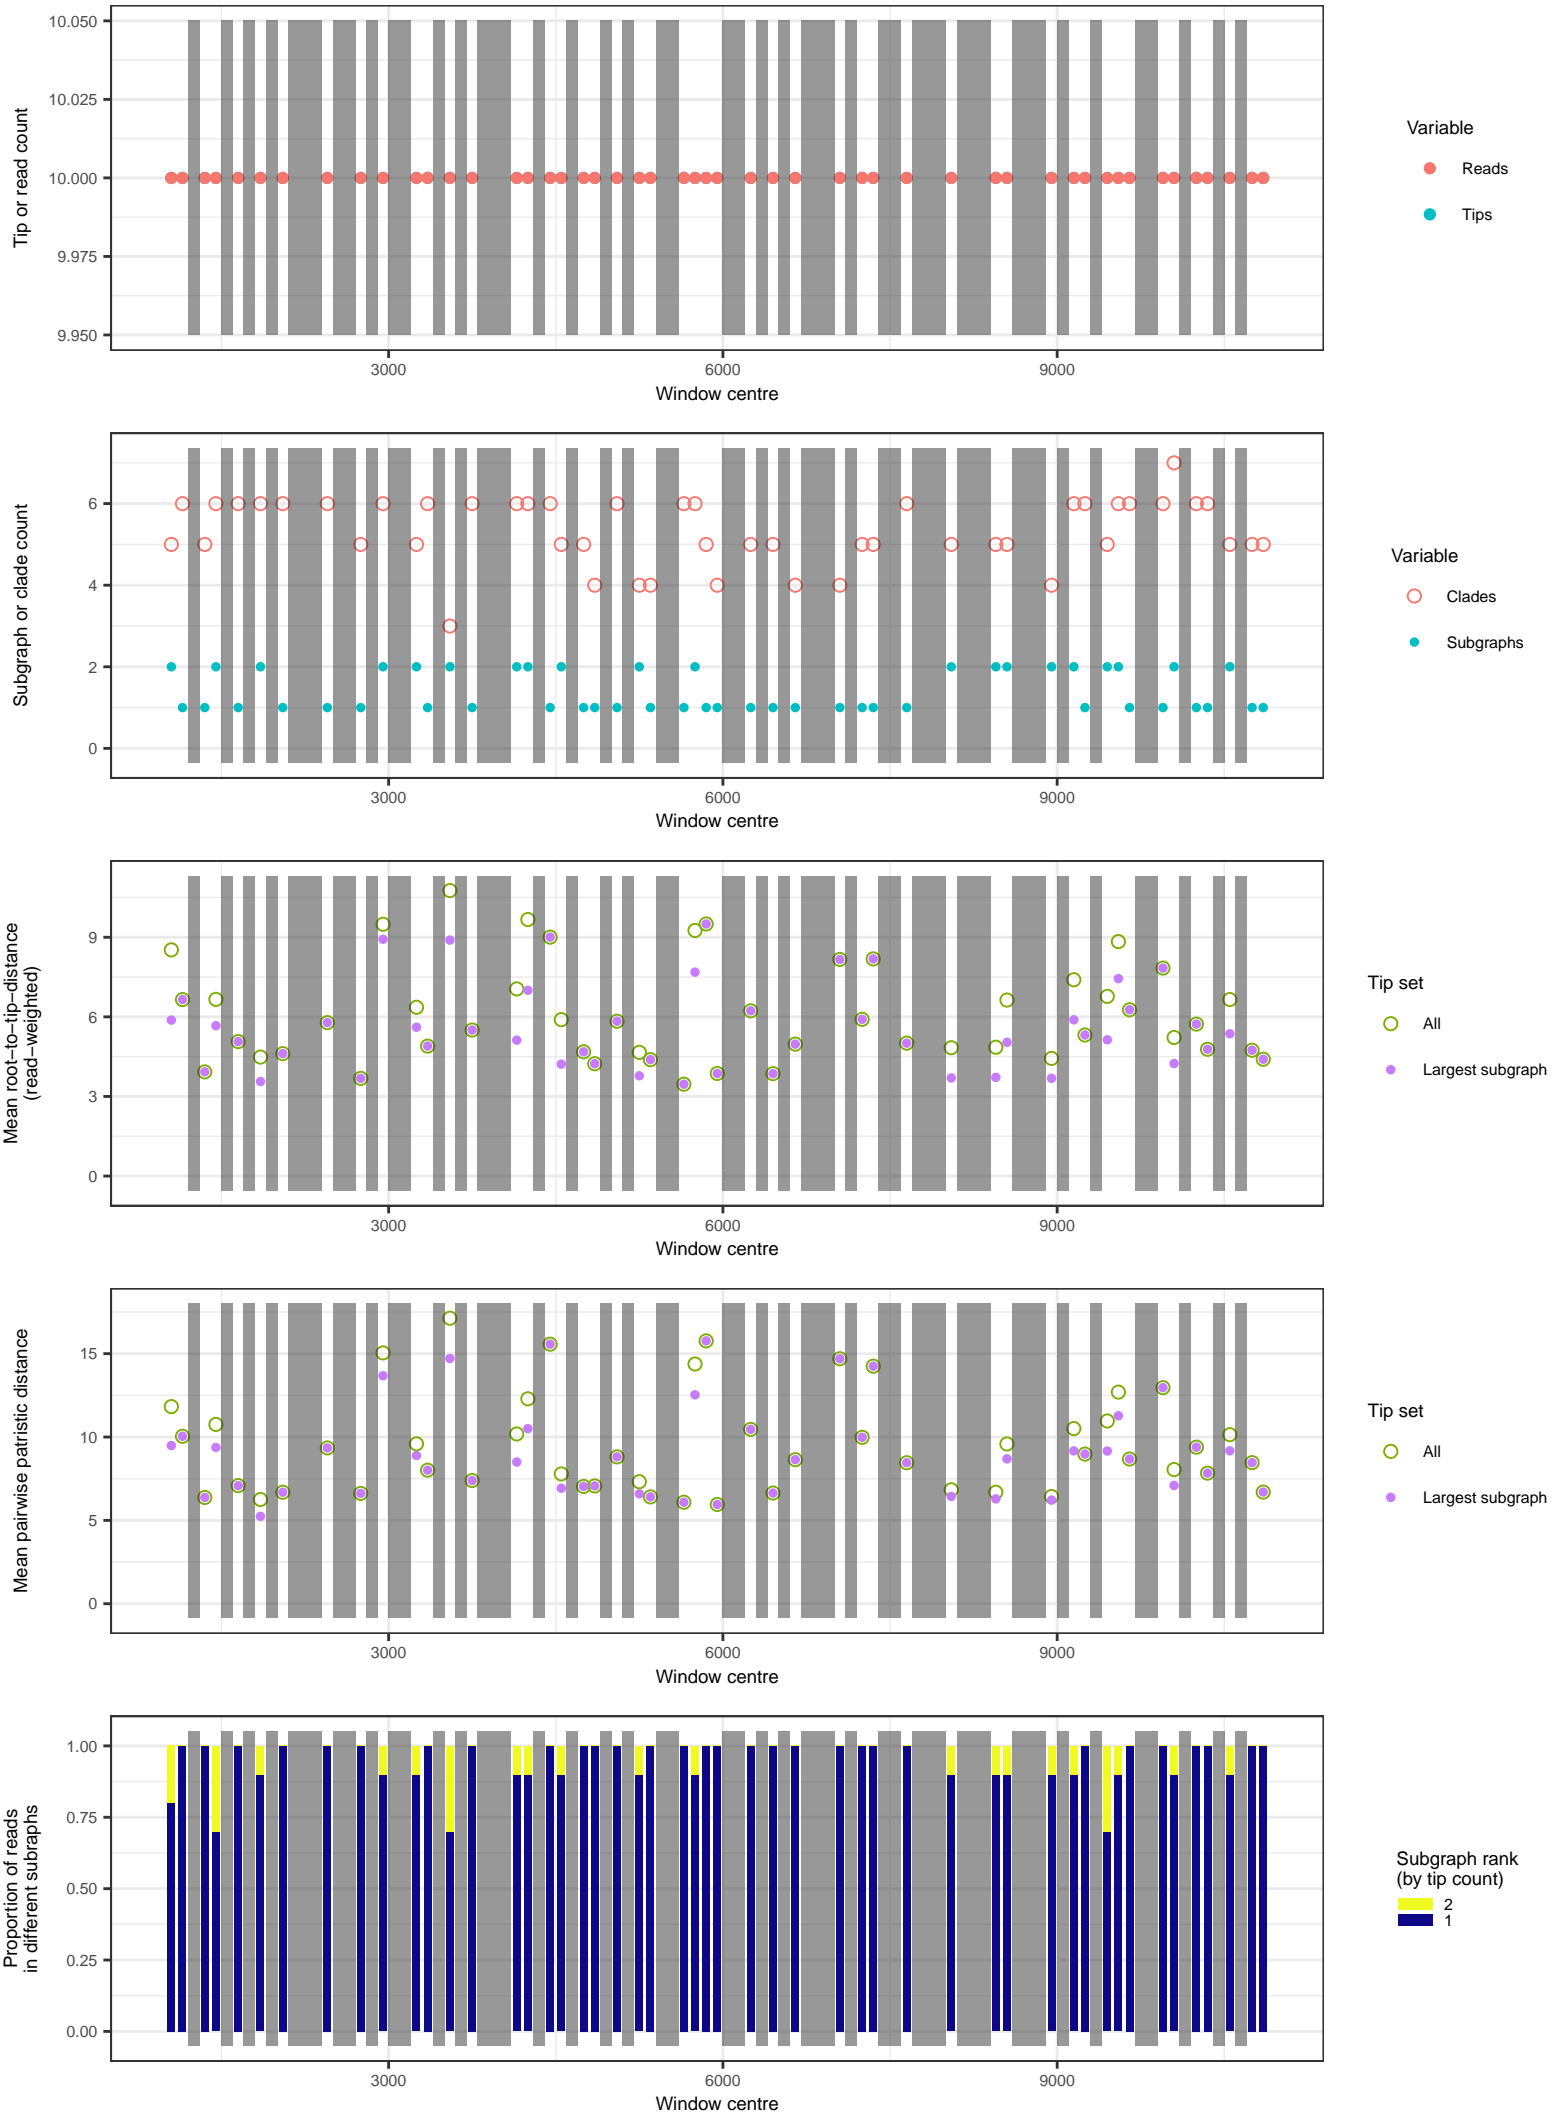 10.050
10.025
10.000
9.975
9.950
Tip or read count
3000
6000
9000
Window centre
Variable
Reads
Tips
6
4
2
0
Subgraph or clade count
3000
6000
9000
Window centre
Variable
Clades
Subgraphs
9
6
3
0
Mean root−to−tip−distance
(read−weighted)
3000
6000
9000
Window centre
Tip set
All
Largest subgraph
15
10
5
0
Mean pairwise patristic distance
3000
6000
9000
Window centre
Tip set
All
Largest subgraph
1.00
0.75
0.50
0.25
0.00
Proportion of reads
in different subraphs
3000
6000
9000
Window centre
Subgraph rank
(by tip count)
2
1